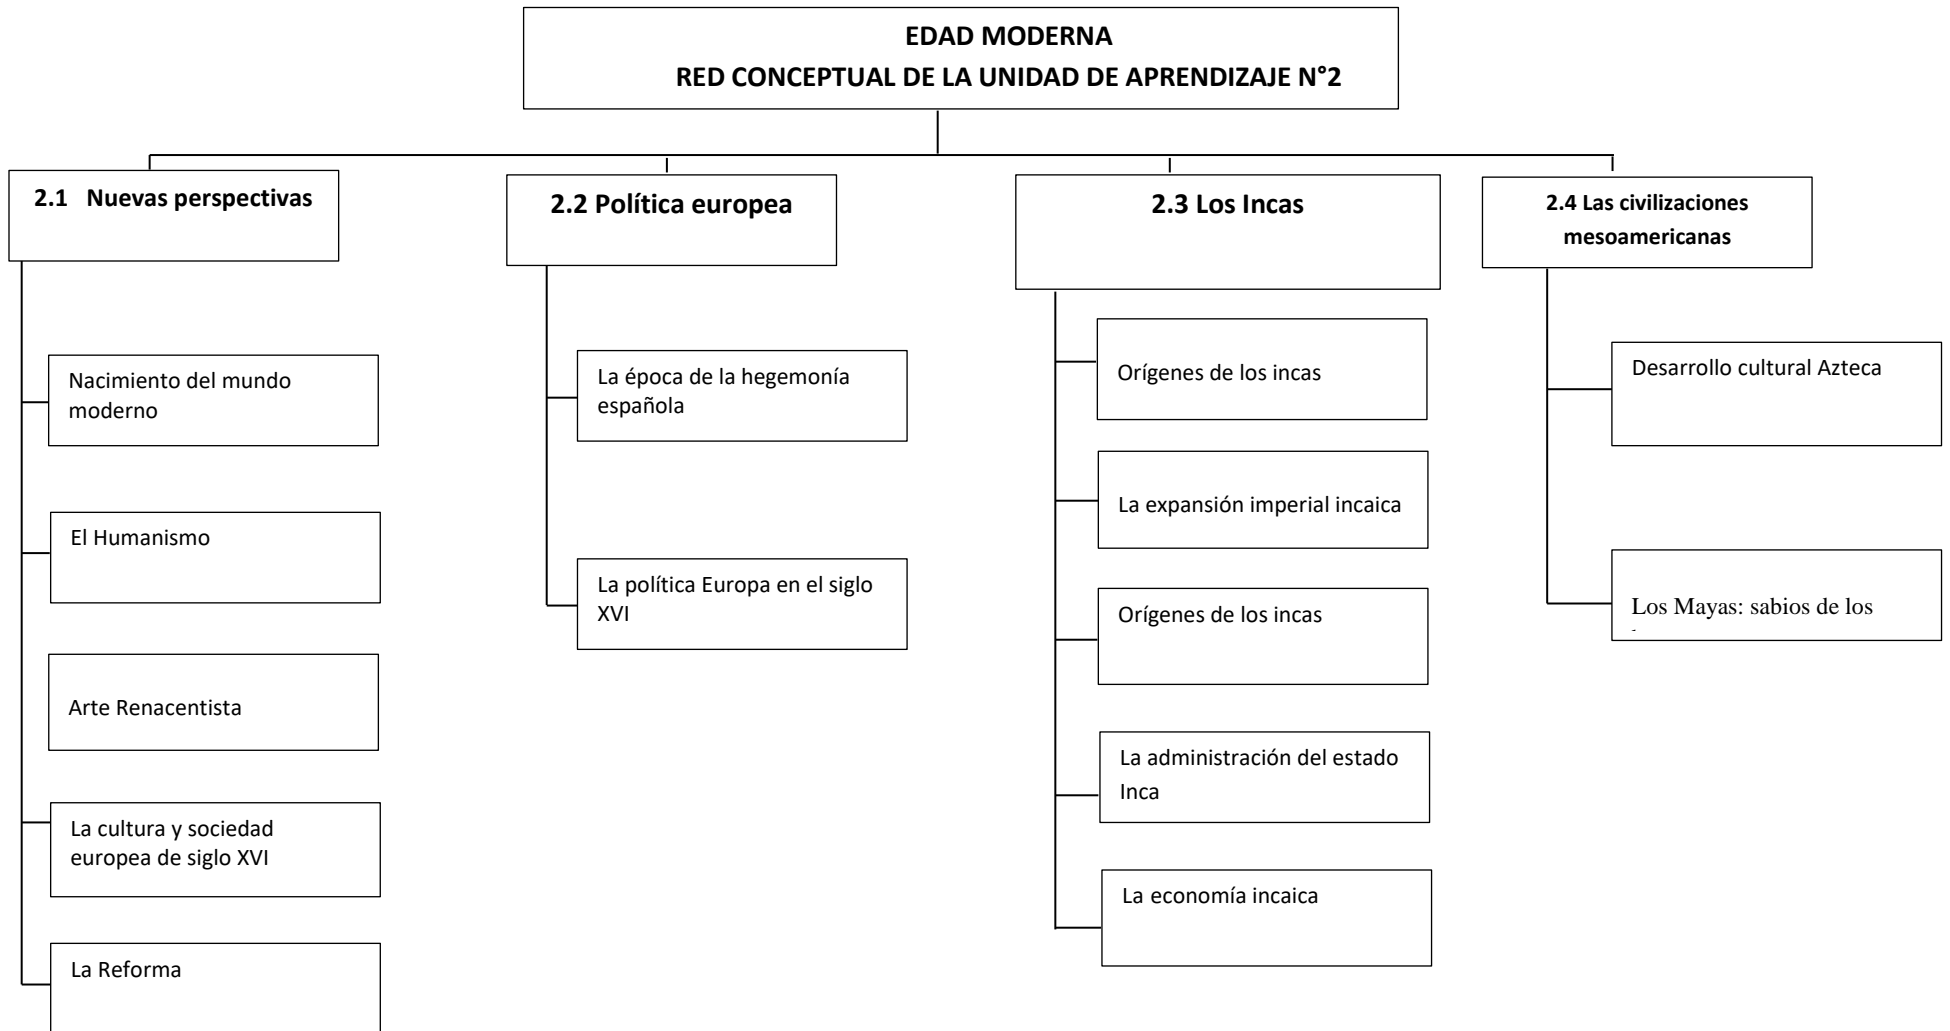 EDAD MODERNA
RED CONCEPTUAL DE LA UNIDAD DE APRENDIZAJE N°2
2.1 Nuevas perspectivas
Nacimiento del mundo
moderno
El Humanismo
Arte Renacentista
La cultura y sociedad
europea de siglo XVI
La Reforma
2.2 Política europea
La época de la hegemonía
española
La política Europa en el siglo
XVI
2.3 Los Incas
Orígenes de los incas
La expansión imperial incaica
Orígenes de los incas
La administración del estado
Inca
La economía incaica
2.4 Las civilizaciones
mesoamericanas
Desarrollo cultural Azteca
Los Mayas: sabios de los